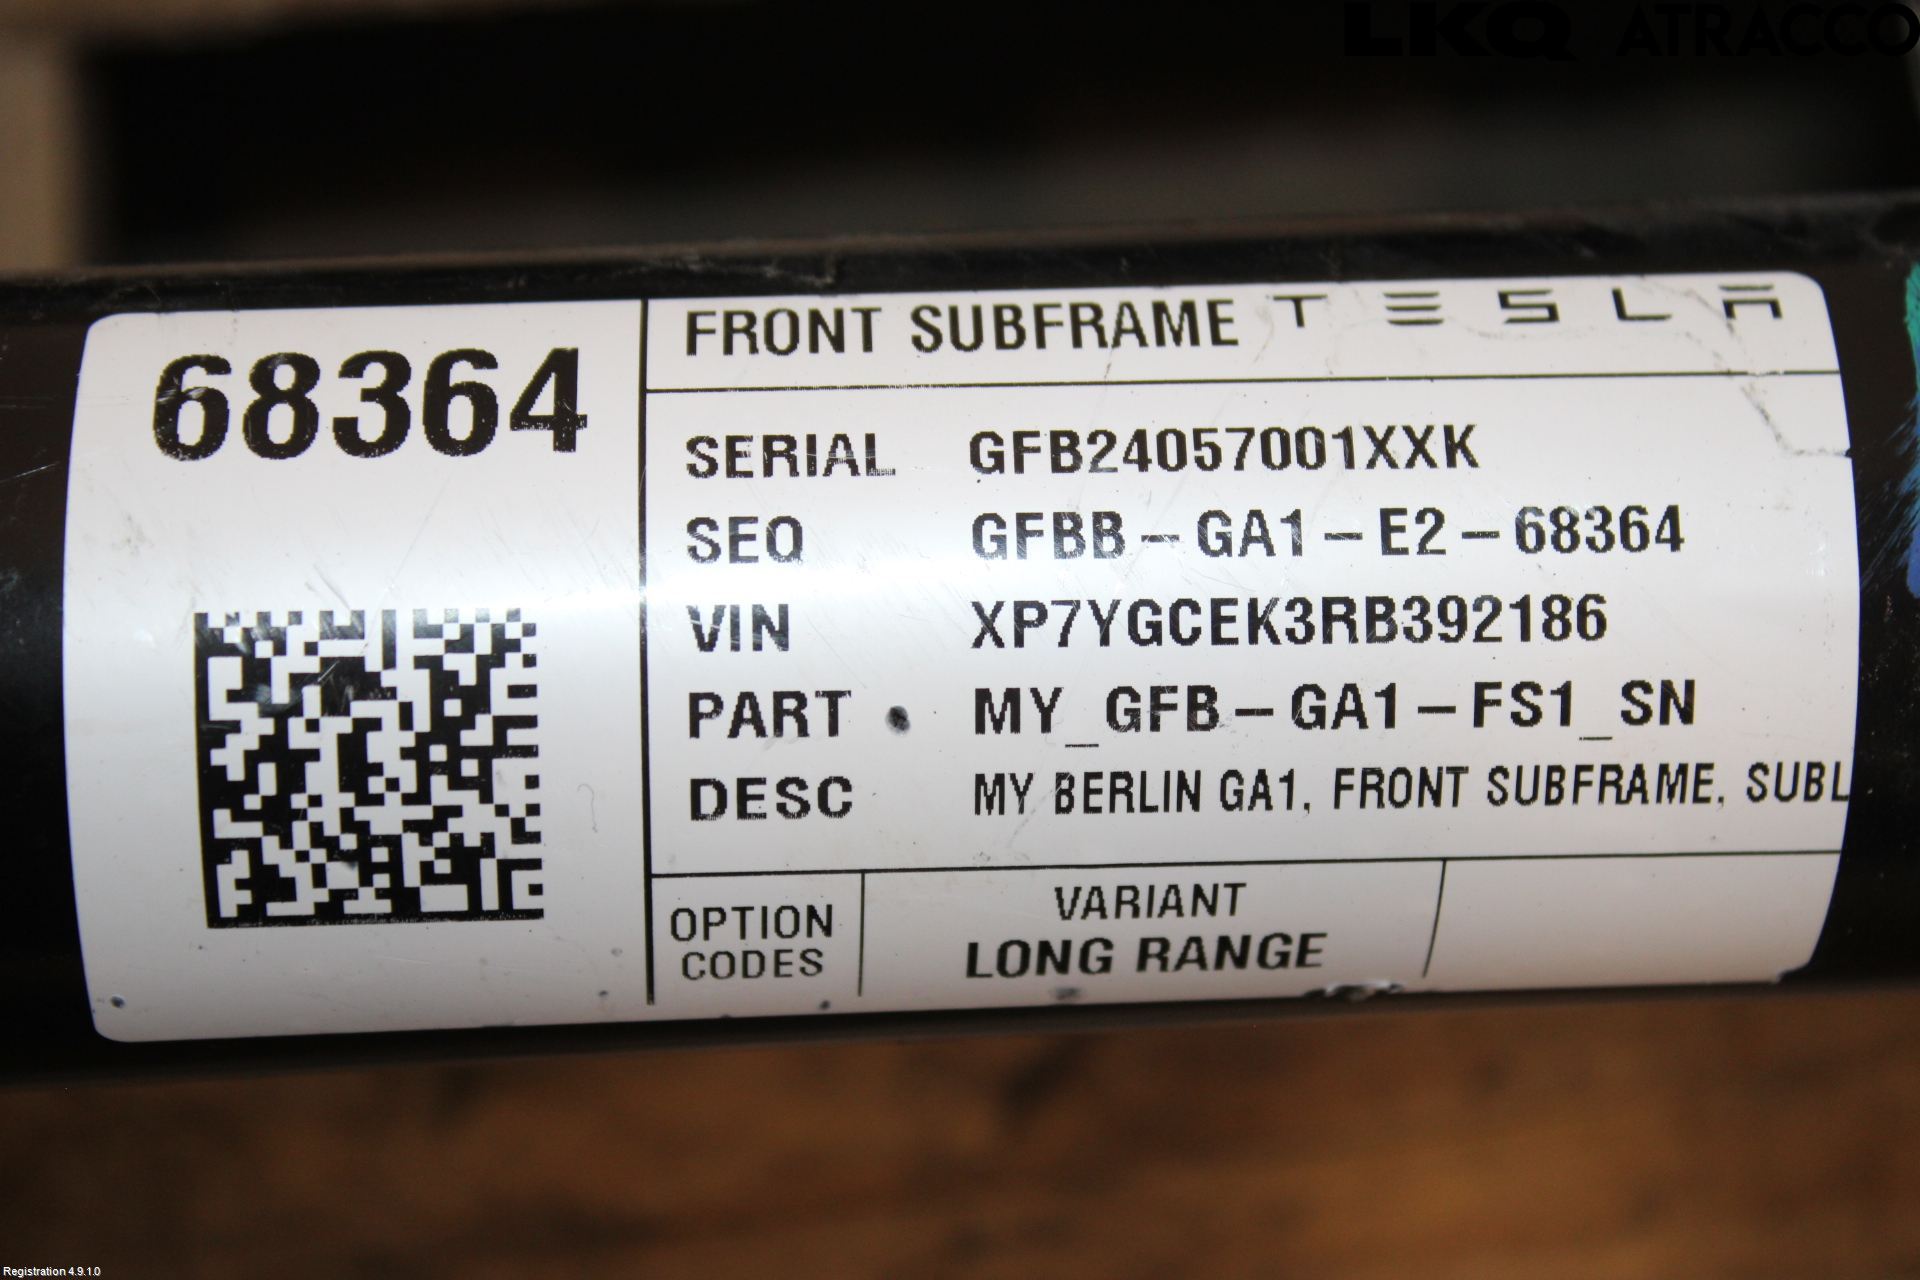 LKQ ATRACCO
68364
FRONT SUBFRAME TESLA
SERIAL GFB24057001XXK
SEQ GFBB-GA1-E2-68364
VIN XP7YGCEK3RB392186
PART MY_GFB-GA1-FS1_SN
DESC MY BERLIN GA1, FRONT SUBFRAME, SUBL
OPTION
CODES
VARIANT
LONG RANGE
Registration 4.9.1.0